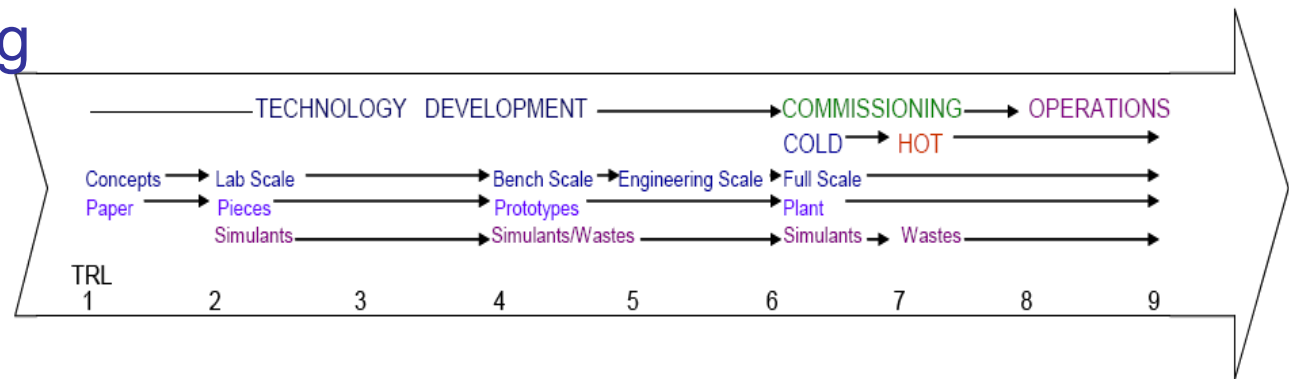 g
TECHNOLOGY DEVELOPMENT COMMISSIONING OPERATIONS
COLD HOT
Concepts Lab Scale Bench Scale Engineering Scale Full Scale
Paper Pieces Prototypes Plant
Simulants Simulants/Wastes Simulants Wastes
TRL
1 2 3 4 5 6 7 8 9